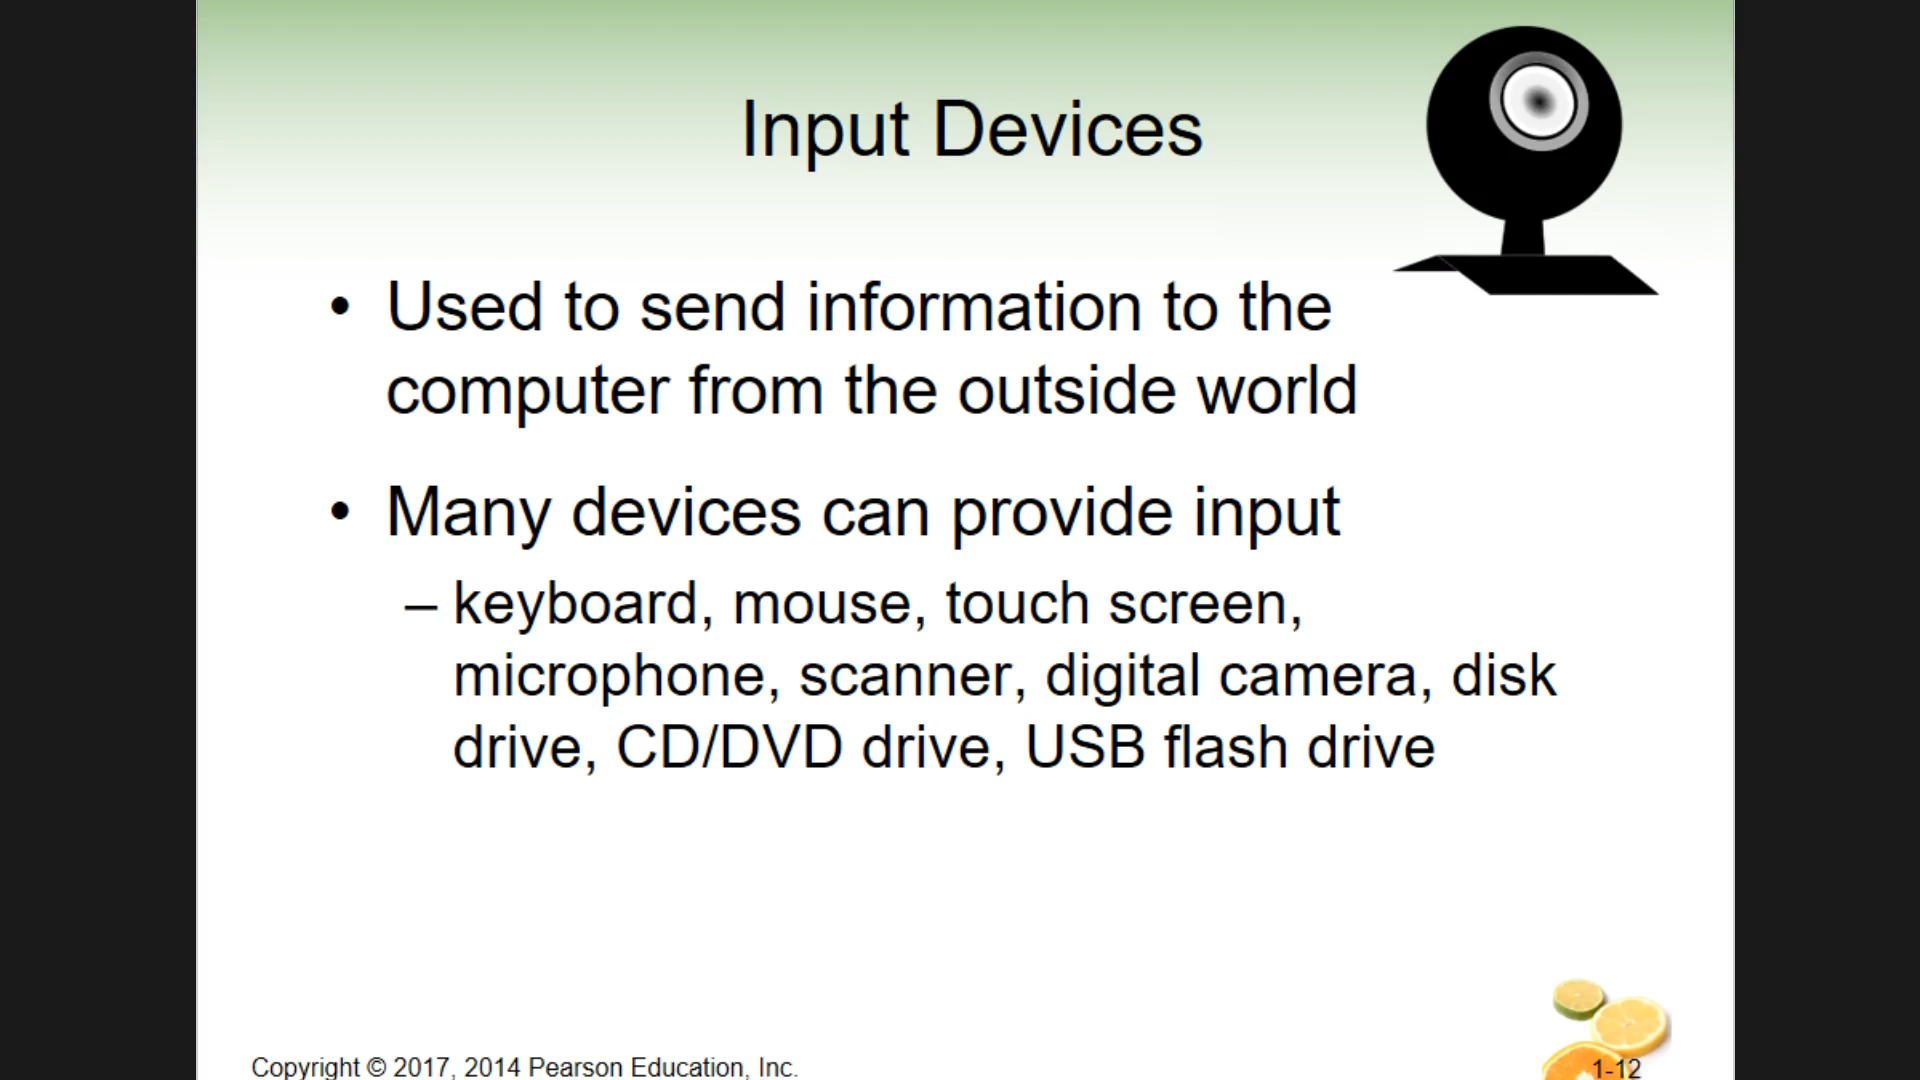 Input Devices
• Used to send information to the
computer from the outside world
• Many devices can provide input
– keyboard, mouse, touch screen,
microphone, scanner, digital camera, disk
drive, CD/DVD drive, USB flash drive
Copyright © 2017, 2014 Pearson Education, Inc.
1-12